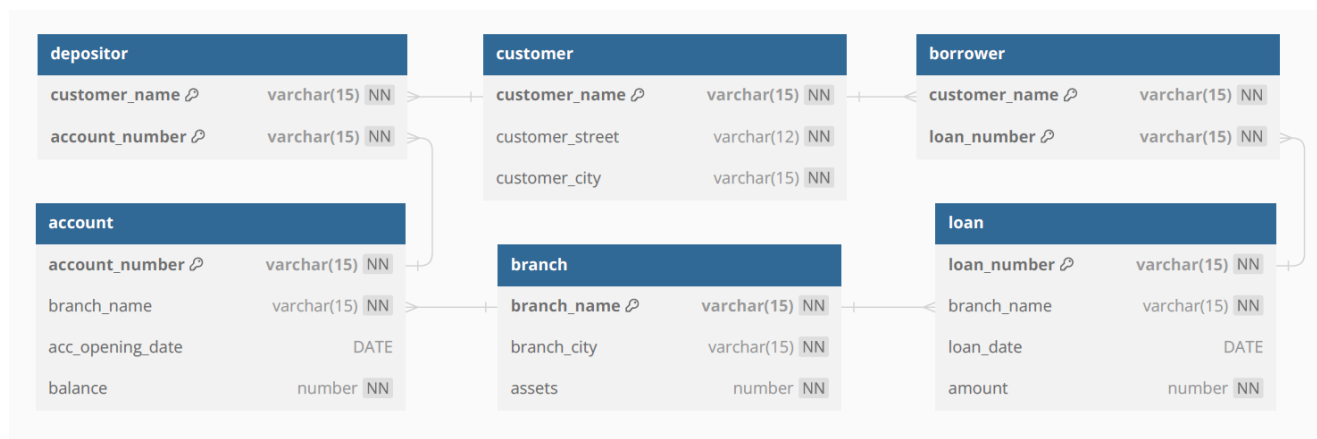 depositor
customer_name varchar(15) NN
account_number varchar(15) NN
customer
customer_name varchar(15) NN
customer_street varchar(12) NN
customer_city varchar(15) NN
borrower
customer_name varchar(15) NN
loan_number varchar(15) NN
account
account_number varchar(15) NN
branch_name varchar(15) NN
acc_opening_date DATE
balance number NN
branch
branch_name varchar(15) NN
branch_city varchar(15) NN
assets number NN
loan
loan_number varchar(15) NN
branch_name varchar(15) NN
loan_date DATE
amount number NN